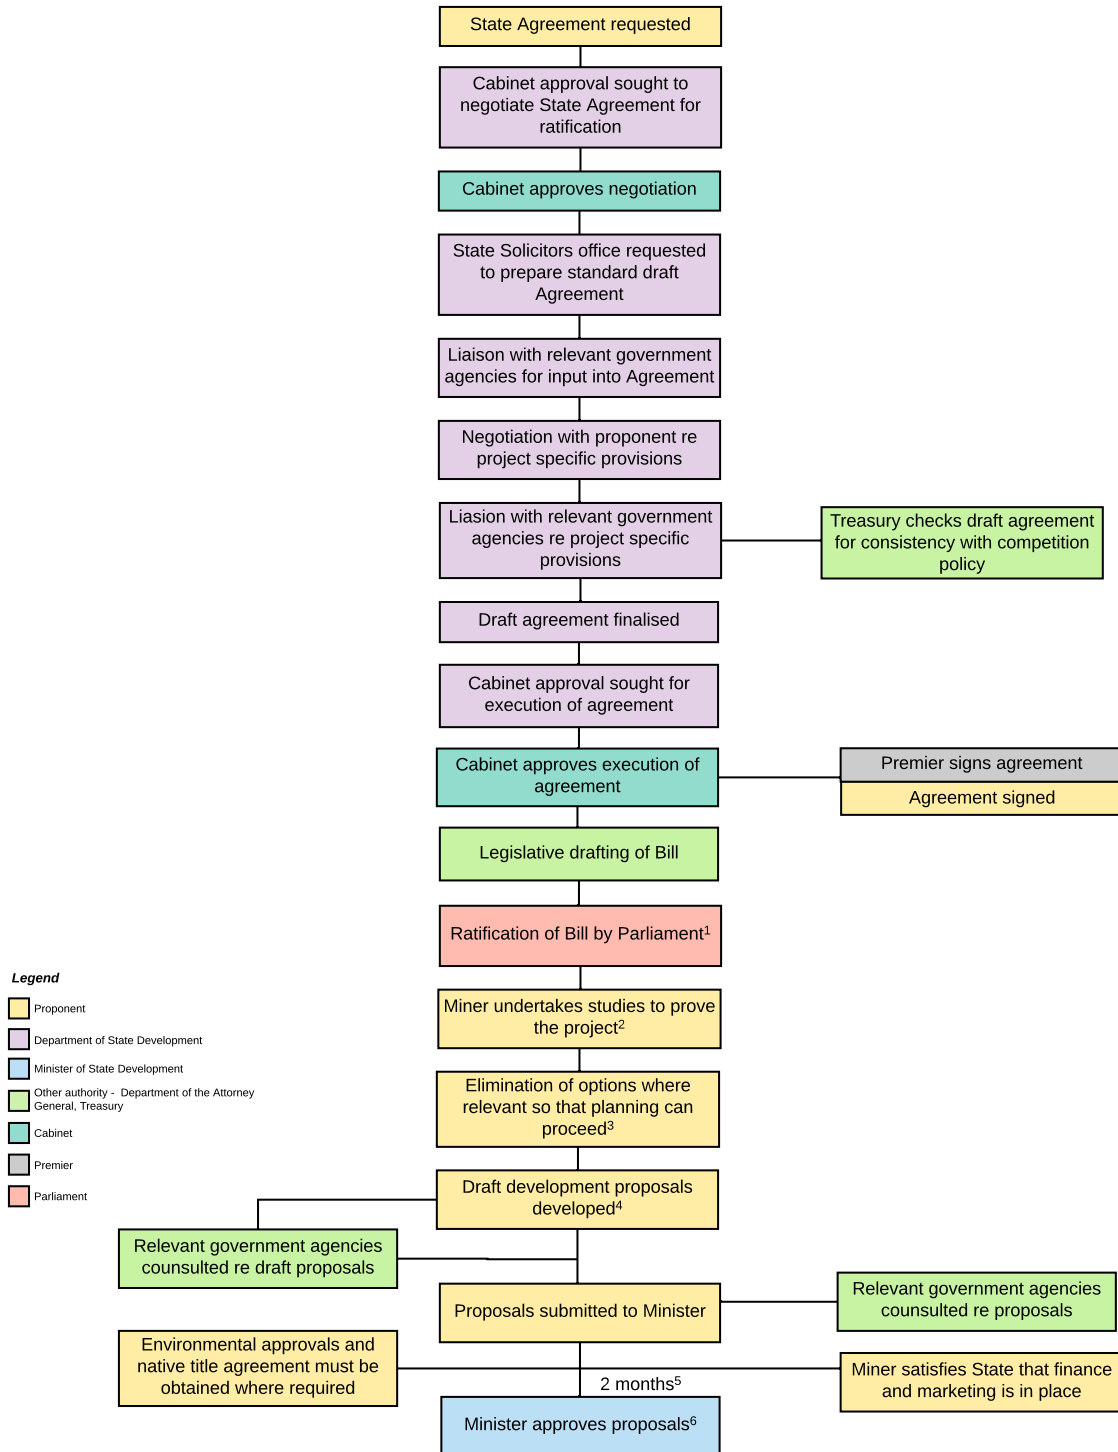 State Agreement requested
Cabinet approval sought to
negotiate State Agreement for
ratification
Cabinet approves negotiation
State Solicitors office requested
to prepare standard draft
Agreement
Liaison with relevant government
agencies for input into Agreement
Negotiation with proponent re
project specific provisions
Liasion with relevant government
agencies re project specific
provisions
Treasury checks draft agreement
for consistency with competition
policy
Draft agreement finalised
Cabinet approval sought for
execution of agreement
Cabinet approves execution of
agreement
Premier signs agreement
Agreement signed
Legislative drafting of Bill
Ratification of Bill by Parliament¹
Miner undertakes studies to prove
the project²
Elimination of options where
relevant so that planning can
proceed³
Draft development proposals
developed⁴
Relevant government agencies
counsulted re draft proposals
Proposals submitted to Minister
Relevant government agencies
counsulted re proposals
Environmental approvals and
native title agreement must be
obtained where required
Miner satisfies State that finance
and marketing is in place
2 months⁵
Minister approves proposals⁶
Legend
Proponent
Department of State Development
Minister of State Development
Other authority - Department of the Attorney
General, Treasury
Cabinet
Premier
Parliament